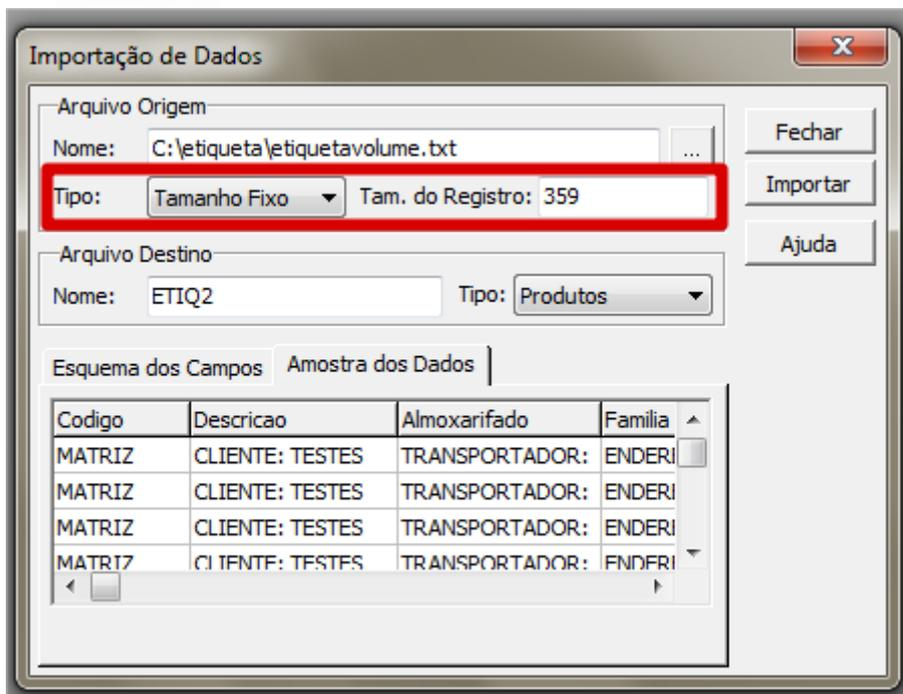 Importação de Dados
Arquivo Origem
Nome: C:\etiqueta\etiquetavolume.txt ...
Fechar
Tipo: Tamanho Fixo Tam. do Registro: 359
Importar
Ajuda
Arquivo Destino
Nome: ETIQ2 Tipo: Produtos
Esquema dos Campos Amostra dos Dados
Codigo Descricao Almoxarifado Familia
MATRIZ CLIENTE: TESTES TRANSPORTADOR:
MATRIZ CLIENTE: TESTES TRANSPORTADOR:
MATRIZ CLIENTE: TESTES TRANSPORTADOR:
MATRIZ CLIENTE: TESTES TRANSPORTADOR: